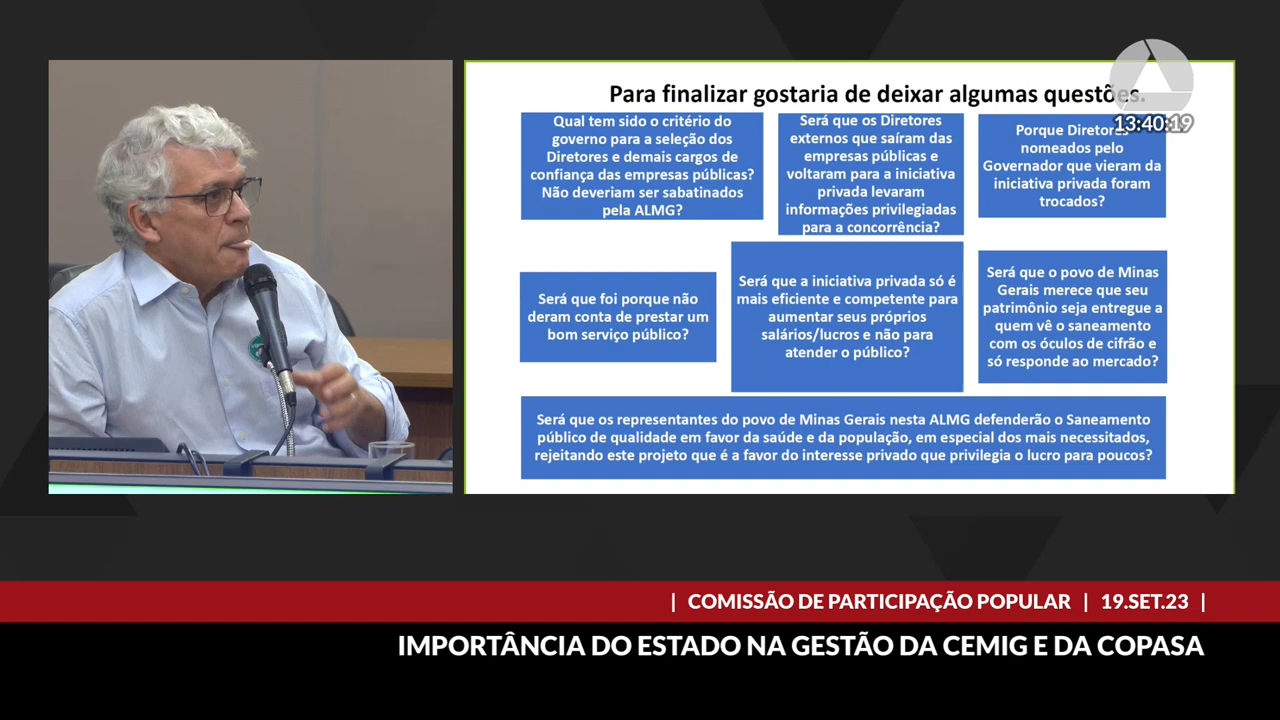 Para finalizar gostaria de deixar algumas questões.
13:40:19
Qual tem sido o critério do
governo para a seleção dos
Diretores e demais cargos de
confiança das empresas públicas?
Não deveriam ser sabatinados
pela ALMG?
Será que os Diretores
externos que saíram das
empresas públicas e
voltaram para a iniciativa
privada levaram
informações privilegiadas
para a concorrência?
Porque Diretores
nomeados pelo
Governador que vieram da
iniciativa privada foram
trocados?
Será que foi porque não
deram conta de prestar um
bom serviço público?
Será que a iniciativa privada só é
mais eficiente e competente para
aumentar seus próprios
salários/lucros e não para
atender o público?
Será que o povo de Minas
Gerais merece que seu
patrimônio seja entregue a
quem vê o saneamento
com os óculos de cifrão e
só responde ao mercado?
Será que os representantes do povo de Minas Gerais nesta ALMG defenderão o Saneamento
público de qualidade em favor da saúde e da população, em especial dos mais necessitados,
rejeitando este projeto que é a favor do interesse privado que privilegia o lucro para poucos?
| COMISSÃO DE PARTICIPAÇÃO POPULAR | 19.SET.23 |
IMPORTÂNCIA DO ESTADO NA GESTÃO DA CEMIG E DA COPASA